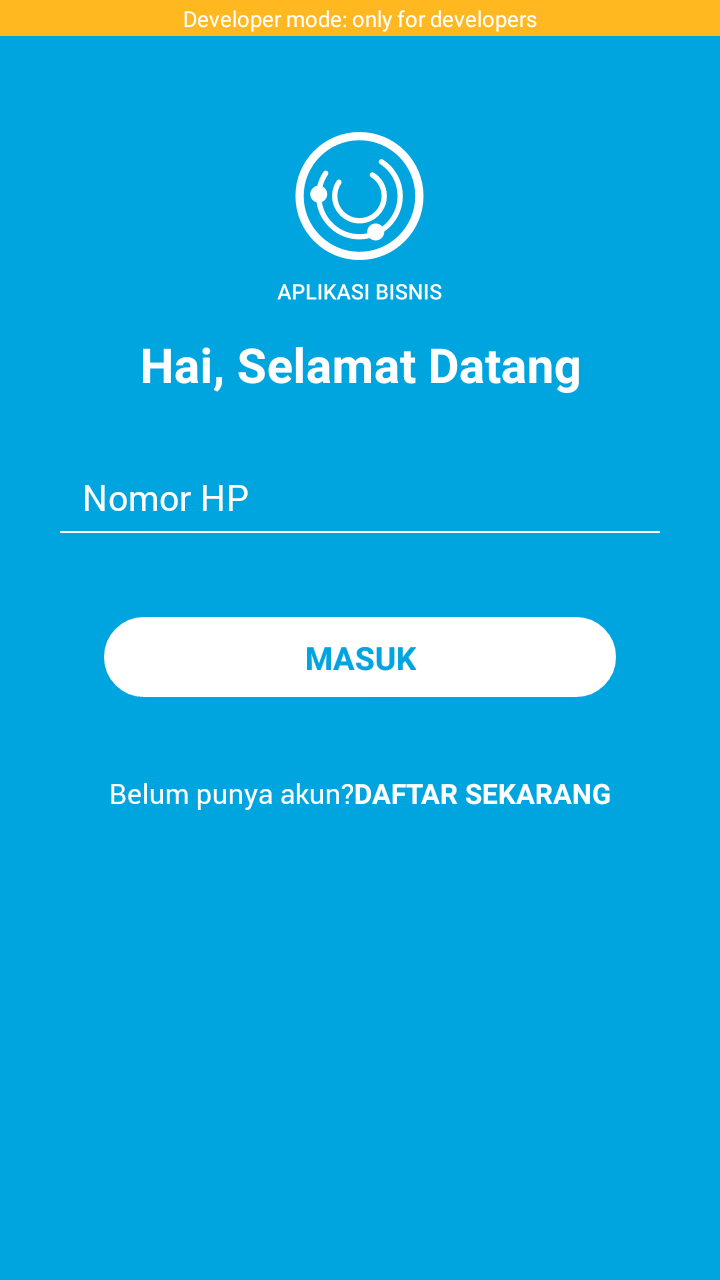 Developer mode: only for developers
APLIKASI BISNIS
Hai, Selamat Datang
Nomor HP
MASUK
Belum punya akun?DAFTAR SEKARANG